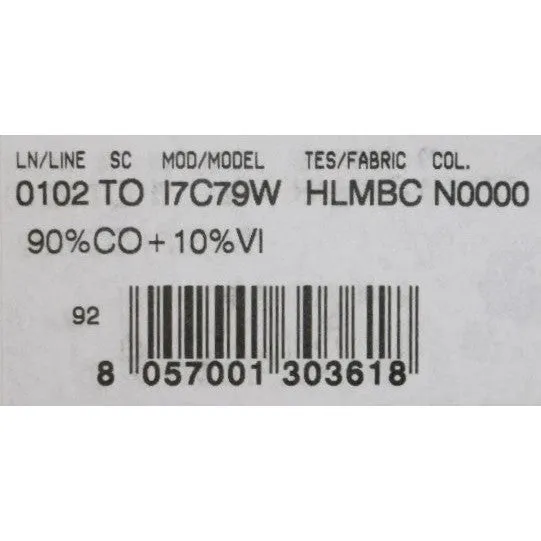 LN/LINE SC MOD/MODEL TES/FABRIC COL.
0102 TO I7C79W HLMBC N0000
90%CO+10%VI
92
8 057001 303618